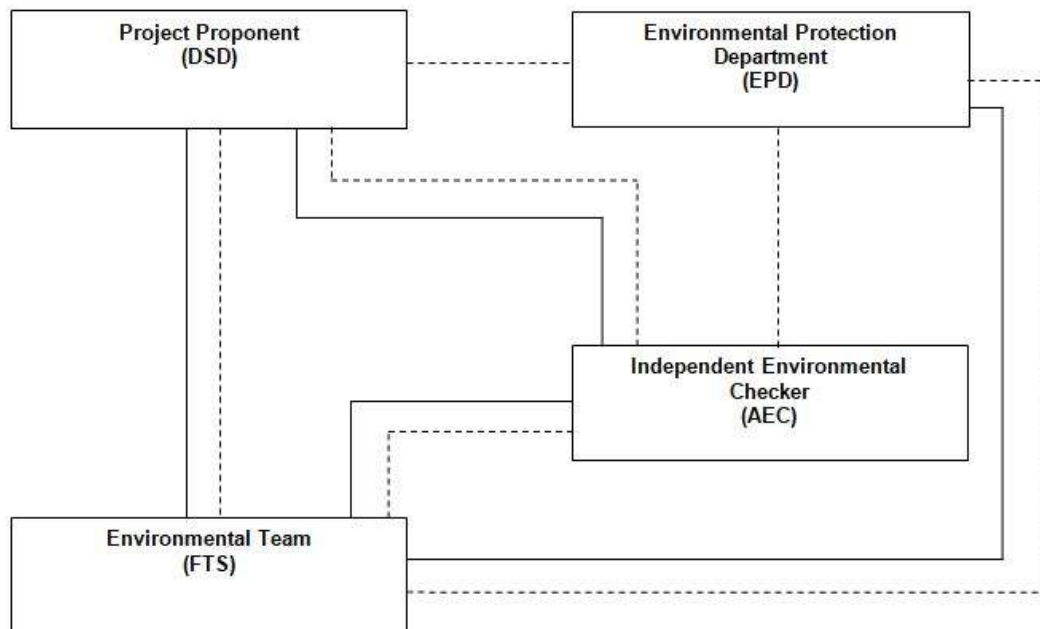 Project Proponent
(DSD)
Environmental Protection
Department
(EPD)
Independent Environmental
Checker
(AEC)
Environmental Team
(FTS)